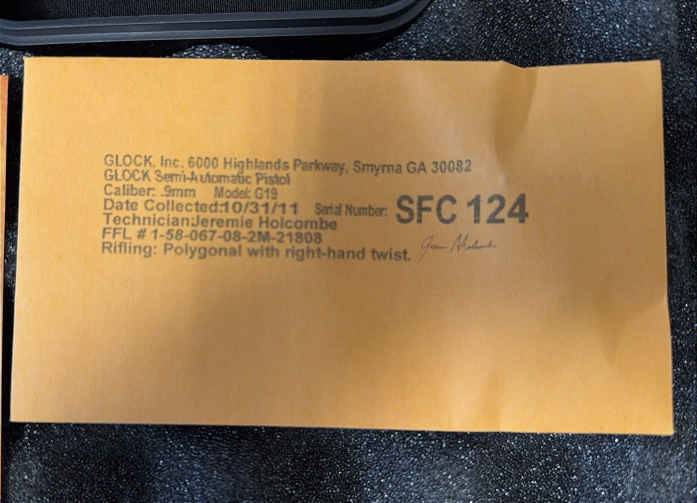 GLOCK, Inc. 6000 Highlands Parkway, Smyrna GA 30082
GLOCK Semi-Automatic Pistol
Caliber: .9mm Model: G19
Date Collected:10/31/11 Serial Number: SFC 124
Technician:Jeremie Holcombe
FFL # 1-58-067-08-2M-21808
Rifling: Polygonal with right-hand twist.